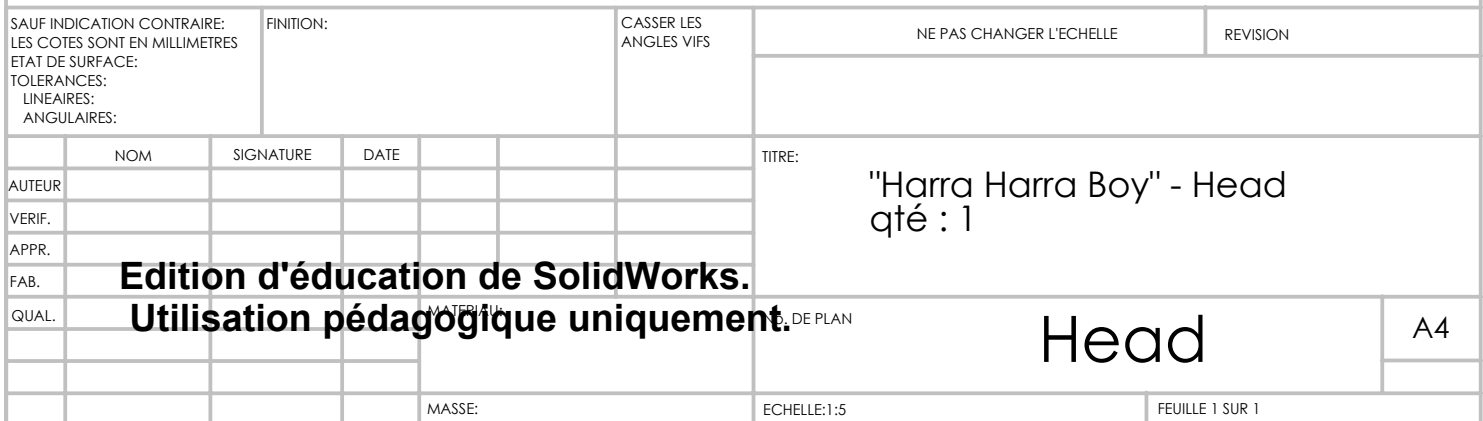 SAUF INDICATION CONTRAIRE:
LES COTES SONT EN MILLIMETRES
ETAT DE SURFACE:
TOLERANCES:
LINEAIRES:
ANGULAIRES:
FINITION:
CASSER LES
ANGLES VIFS
NE PAS CHANGER L'ECHELLE
REVISION
NOM
SIGNATURE
DATE
TITRE:
"Harra Harra Boy" - Head
qté : 1
AUTEUR
VERIF.
APPR.
FAB.
QUAL.
Edition d'éducation de SolidWorks.
Utilisation pédagogique uniquement.
MATERIAU:
No. DE PLAN
Head
A4
MASSE:
ECHELLE:1:5
FEUILLE 1 SUR 1